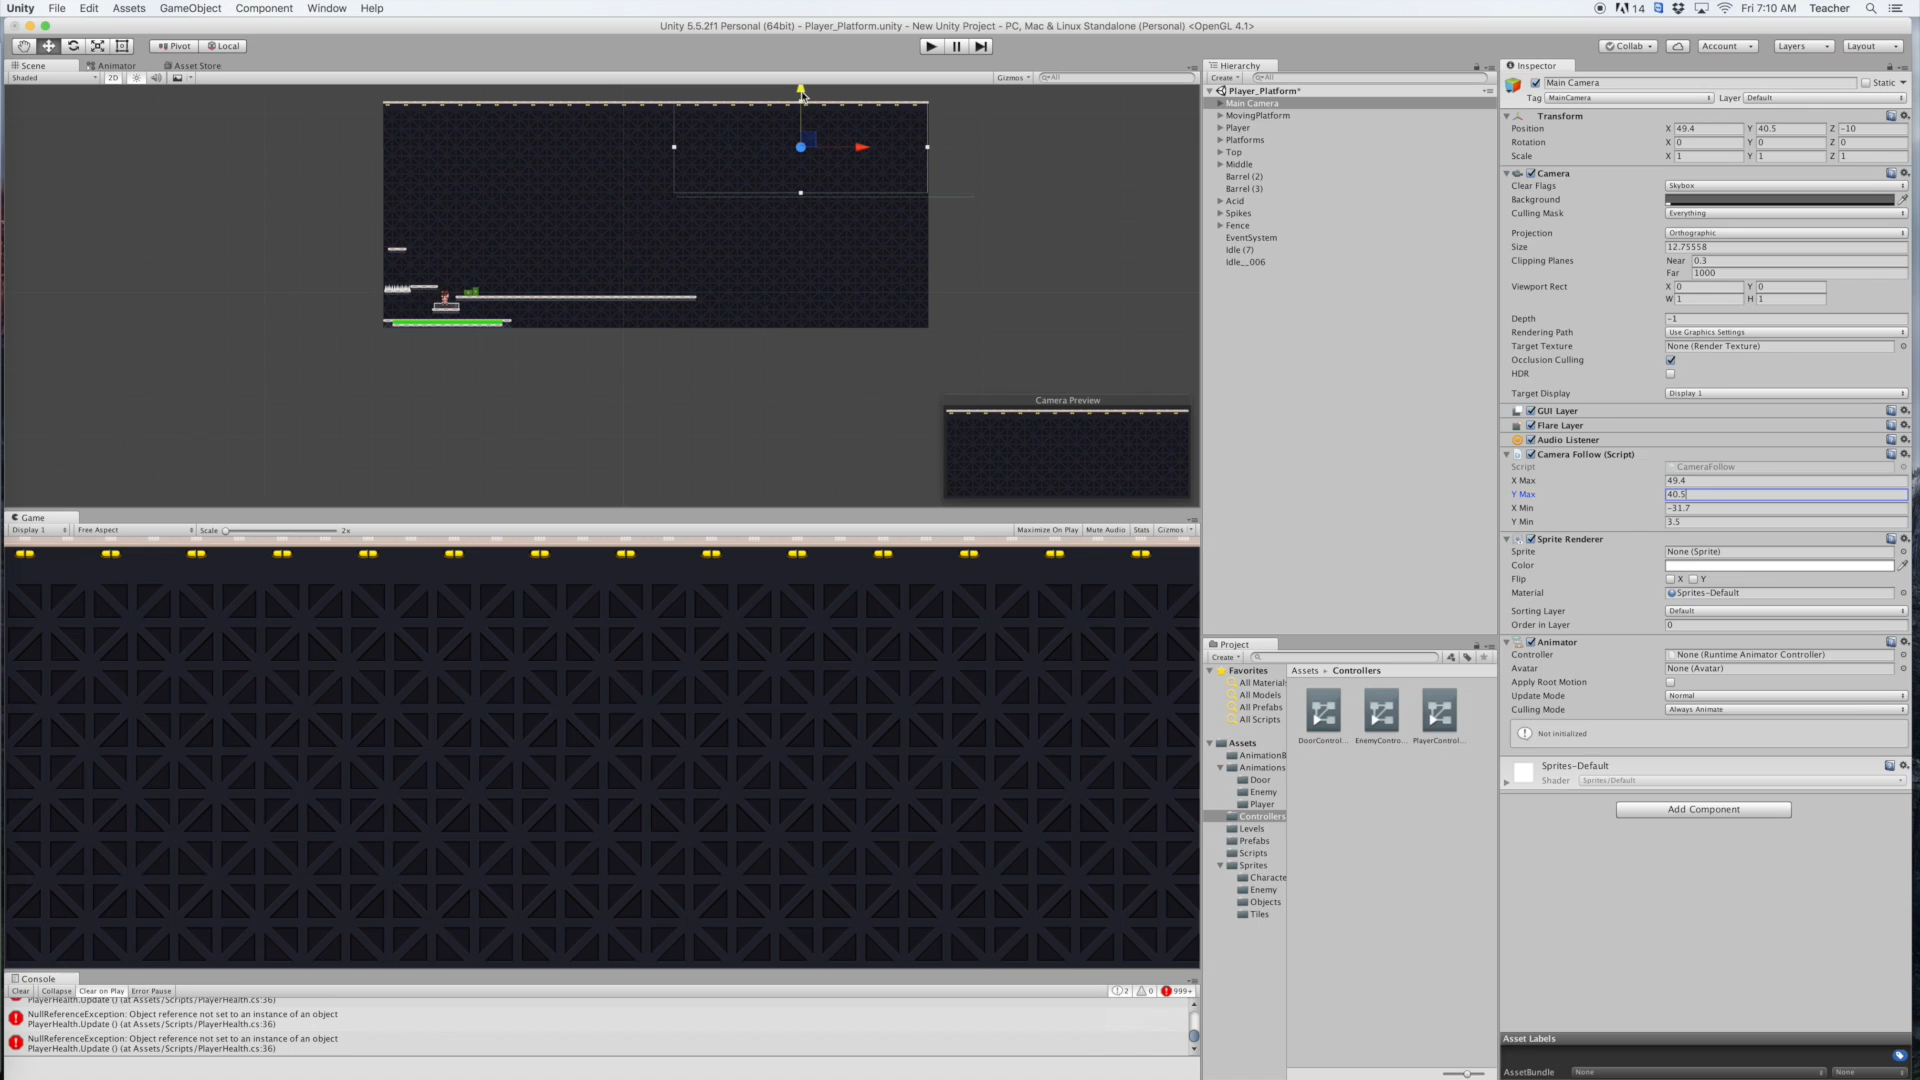 Unity File Edit Assets GameObject Component Window Help
14 Fri 7:10 AM Teacher
Unity 5.5.2f1 Personal (64bit) - Player_Platform.unity - New Unity Project - PC, Mac & Linux Standalone (Personal) <OpenGL 4.1>
Pivot Local
Collab Account Layers Layout
Scene Animator Asset Store
Shaded 2D Gizmos All
Camera Preview
Game
Display 1 Free Aspect Scale 2x Maximize On Play Mute Audio Stats Gizmos
Console
Clear Collapse Clear on Play Error Pause 2 0 999+
PlayerHealth.Update () (at Assets/Scripts/PlayerHealth.cs:36)
NullReferenceException: Object reference not set to an instance of an object
PlayerHealth.Update () (at Assets/Scripts/PlayerHealth.cs:36)
NullReferenceException: Object reference not set to an instance of an object
PlayerHealth.Update () (at Assets/Scripts/PlayerHealth.cs:36)
Hierarchy
Create All
Player_Platform*
Main Camera
MovingPlatform
Player
Platforms
Top
Middle
Barrel (2)
Barrel (3)
Acid
Spikes
Fence
EventSystem
Idle (7)
Idle__006
Project
Create
Favorites
All Material
All Models
All Prefabs
All Scripts
Assets
AnimationB
Animations
Door
Enemy
Player
Controllers
Levels
Prefabs
Scripts
Sprites
Characte
Enemy
Objects
Tiles
Assets Controllers
DoorControl... EnemyContro... PlayerControl...
Inspector
Main Camera Static
Tag MainCamera Layer Default
Transform
Position X 49.4 Y 40.5 Z -10
Rotation X 0 Y 0 Z 0
Scale X 1 Y 1 Z 1
Camera
Clear Flags Skybox
Background
Culling Mask Everything
Projection Orthographic
Size 12.75558
Clipping Planes Near 0.3
Far 1000
Viewport Rect X 0 Y 0
W 1 H 1
Depth -1
Rendering Path Use Graphics Settings
Target Texture None (Render Texture)
Occlusion Culling
HDR
Target Display Display 1
GUI Layer
Flare Layer
Audio Listener
Camera Follow (Script)
Script CameraFollow
X Max 49.4
Y Max 40.5
X Min -31.7
Y Min 3.5
Sprite Renderer
Sprite None (Sprite)
Color
Flip X Y
Material Sprites-Default
Sorting Layer Default
Order in Layer 0
Animator
Controller None (Runtime Animator Controller)
Avatar None (Avatar)
Apply Root Motion
Update Mode Normal
Culling Mode Always Animate
Not initialized
Sprites-Default
Shader Sprites/Default
Add Component
Asset Labels
AssetBundle None None